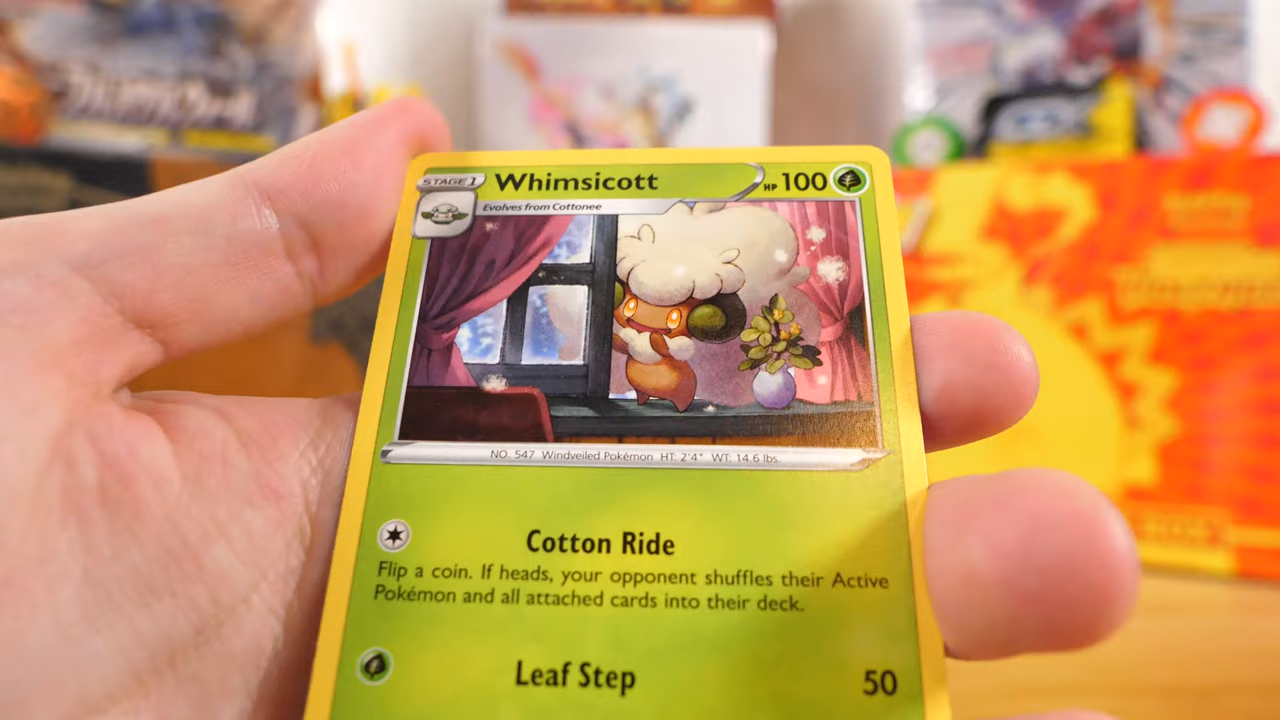 STAGE 1 Whimsicott HP 100
Evolves from Cottonee
NO. 547 Windveiled Pokémon HT: 2'4" WT: 14.6 lbs.
Cotton Ride
Flip a coin. If heads, your opponent shuffles their Active
Pokémon and all attached cards into their deck.
Leaf Step 50